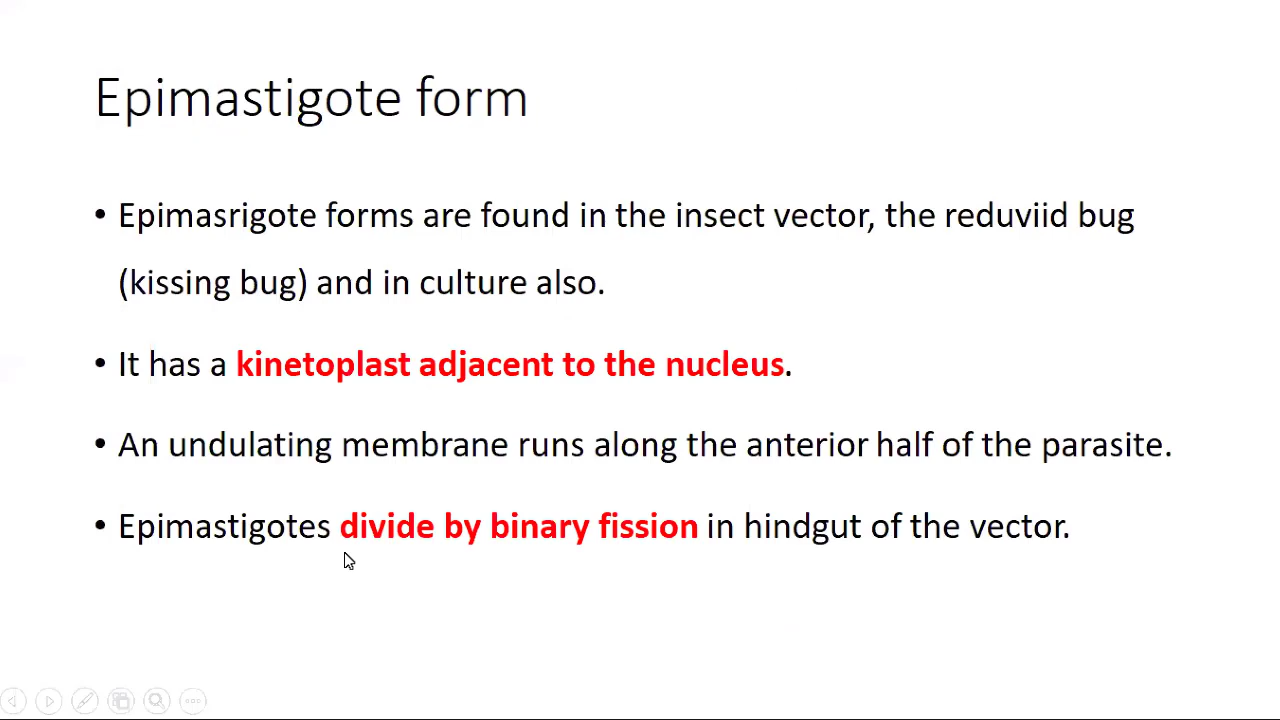 Epimastigote form
• Epimasrigote forms are found in the insect vector, the reduviid bug
(kissing bug) and in culture also.
• It has a kinetoplast adjacent to the nucleus.
• An undulating membrane runs along the anterior half of the parasite.
• Epimastigotes divide by binary fission in hindgut of the vector.